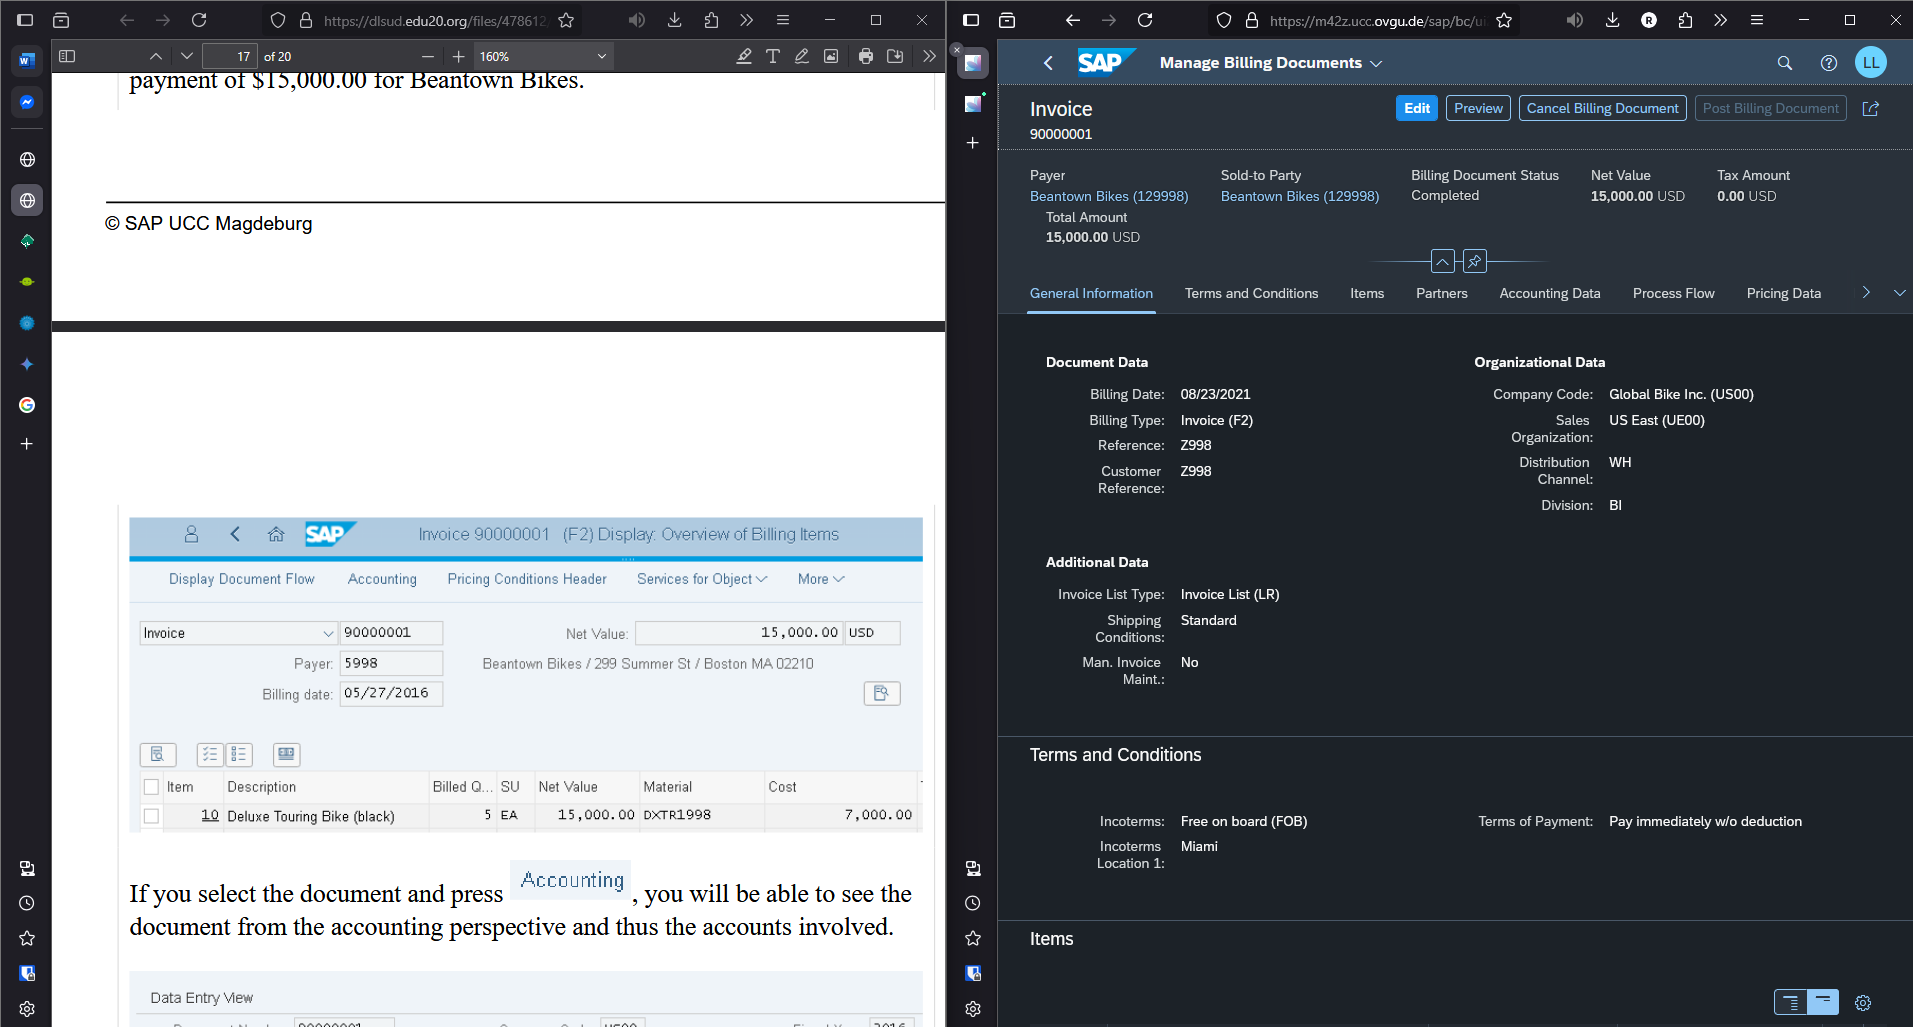 https://dlsud.edu20.org/files/478612
17 of 20
160%
payment of $15,000.00 for Beantown Bikes.
© SAP UCC Magdeburg
SAP
Invoice 90000001 (F2) Display: Overview of Billing Items
Display Document Flow Accounting Pricing Conditions Header Services for Object More
Invoice 90000001 Net Value: 15,000.00 USD
Payer: 5998 Beantown Bikes / 299 Summer St / Boston MA 02210
Billing date: 05/27/2016
Item Description Billed Q... SU Net Value Material Cost
10 Deluxe Touring Bike (black) 5 EA 15,000.00 DXTR1998 7,000.00
If you select the document and press Accounting , you will be able to see the
document from the accounting perspective and thus the accounts involved.
Data Entry View
https://m42z.ucc.ovgu.de/sap/bc/ui
SAP Manage Billing Documents
LL
Invoice
90000001
Edit Preview Cancel Billing Document Post Billing Document
Payer Sold-to Party Billing Document Status Net Value Tax Amount
Beantown Bikes (129998) Beantown Bikes (129998) Completed 15,000.00 USD 0.00 USD
Total Amount
15,000.00 USD
General Information Terms and Conditions Items Partners Accounting Data Process Flow Pricing Data
Document Data
Billing Date: 08/23/2021
Billing Type: Invoice (F2)
Reference: Z998
Customer Z998
Reference:
Organizational Data
Company Code: Global Bike Inc. (US00)
Sales US East (UE00)
Organization:
Distribution WH
Channel:
Division: BI
Additional Data
Invoice List Type: Invoice List (LR)
Shipping Standard
Conditions:
Man. Invoice No
Maint.:
Terms and Conditions
Incoterms: Free on board (FOB)
Incoterms Miami
Location 1:
Terms of Payment: Pay immediately w/o deduction
Items